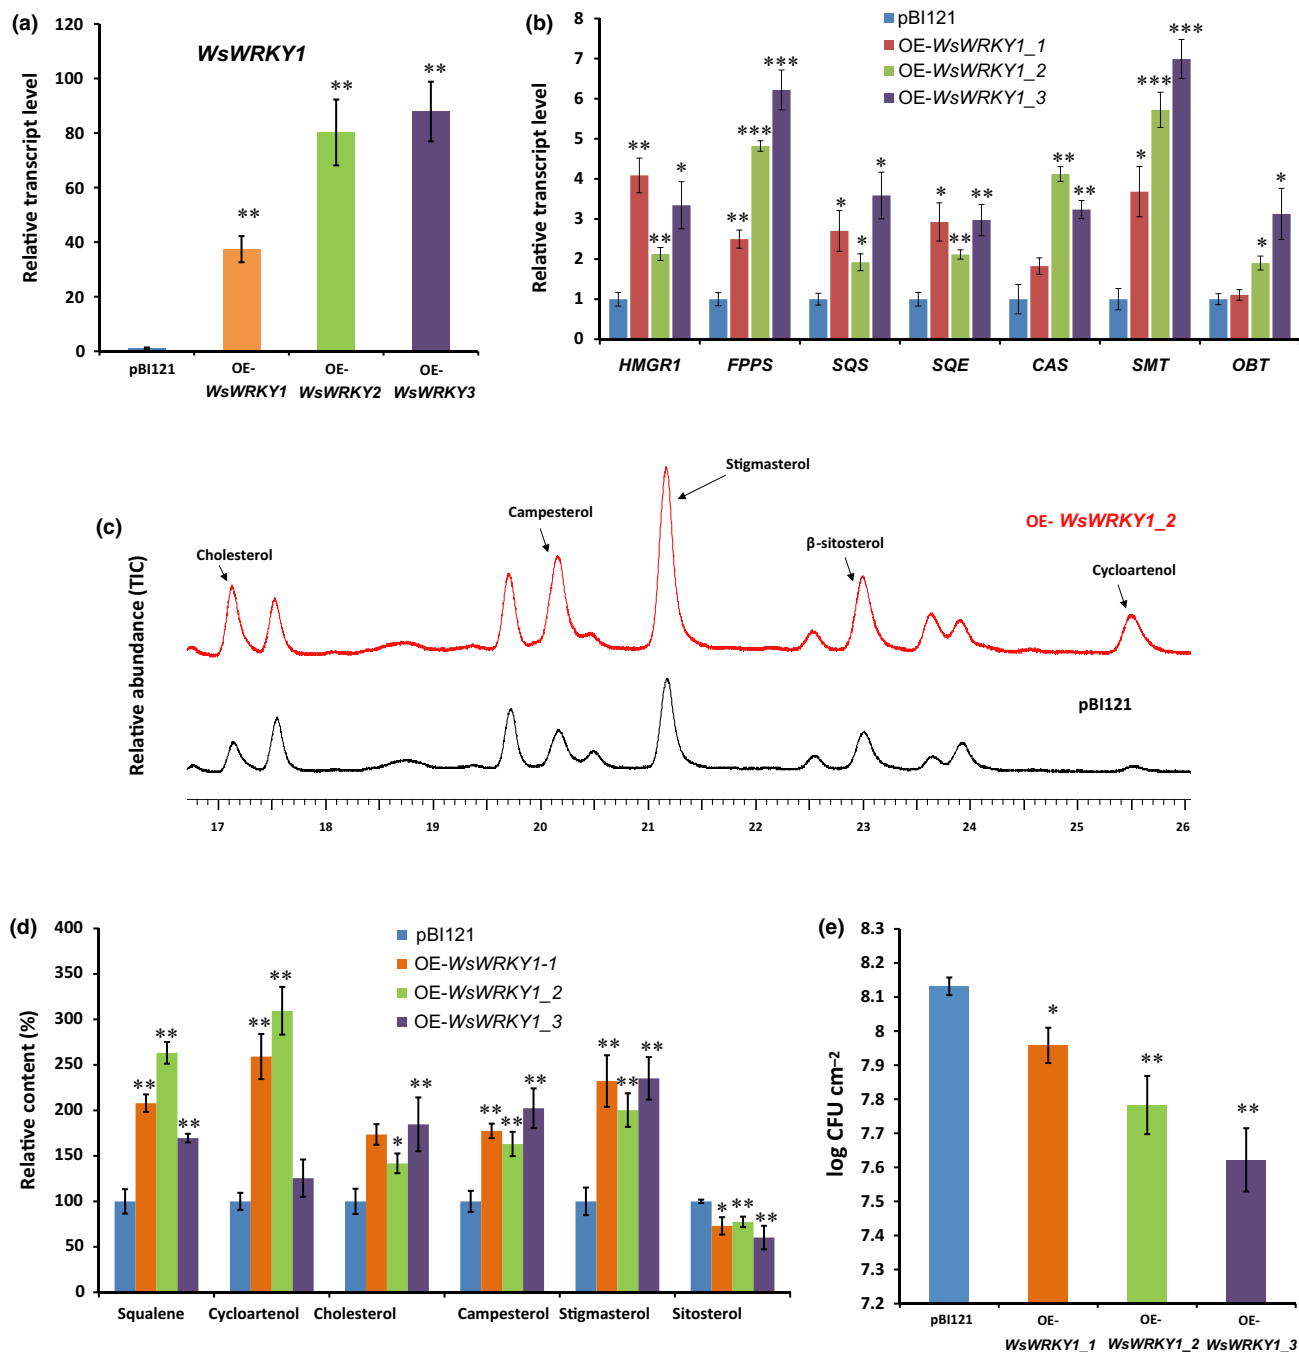 (a)
WsWRKY1
Relative transcript level
120
100
80
60
40
20
0
**
**
**
pBI121
OE-
WsWRKY1
OE-
WsWRKY2
OE-
WsWRKY3
(b)
pBI121
OE-WsWRKY1_1
OE-WsWRKY1_2
OE-WsWRKY1_3
Relative transcript level
8
7
6
5
4
3
2
1
0
** ** *
** *** ***
* * *
* ** **
** **
* *** ***
* *
HMGR1 FPPS SQS SQE CAS SMT OBT
(c)
Relative abundance (TIC)
Cholesterol
Campesterol
Stigmasterol
β-sitosterol
Cycloartenol
OE- WsWRKY1_2
pBI121
17 18 19 20 21 22 23 24 25 26
(d)
pBI121
OE-WsWRKY1-1
OE-WsWRKY1_2
OE-WsWRKY1_3
Relative content (%)
400
350
300
250
200
150
100
50
0
** ** **
** **
* **
** ** **
** ** **
* ** **
Squalene Cycloartenol Cholesterol Campesterol Stigmasterol Sitosterol
(e)
log CFU cm⁻²
8.3
8.2
8.1
8
7.9
7.8
7.7
7.6
7.5
7.4
7.3
7.2
*
**
**
pBI121
OE-
WsWRKY1_1
OE-
WsWRKY1_2
OE-
WsWRKY1_3